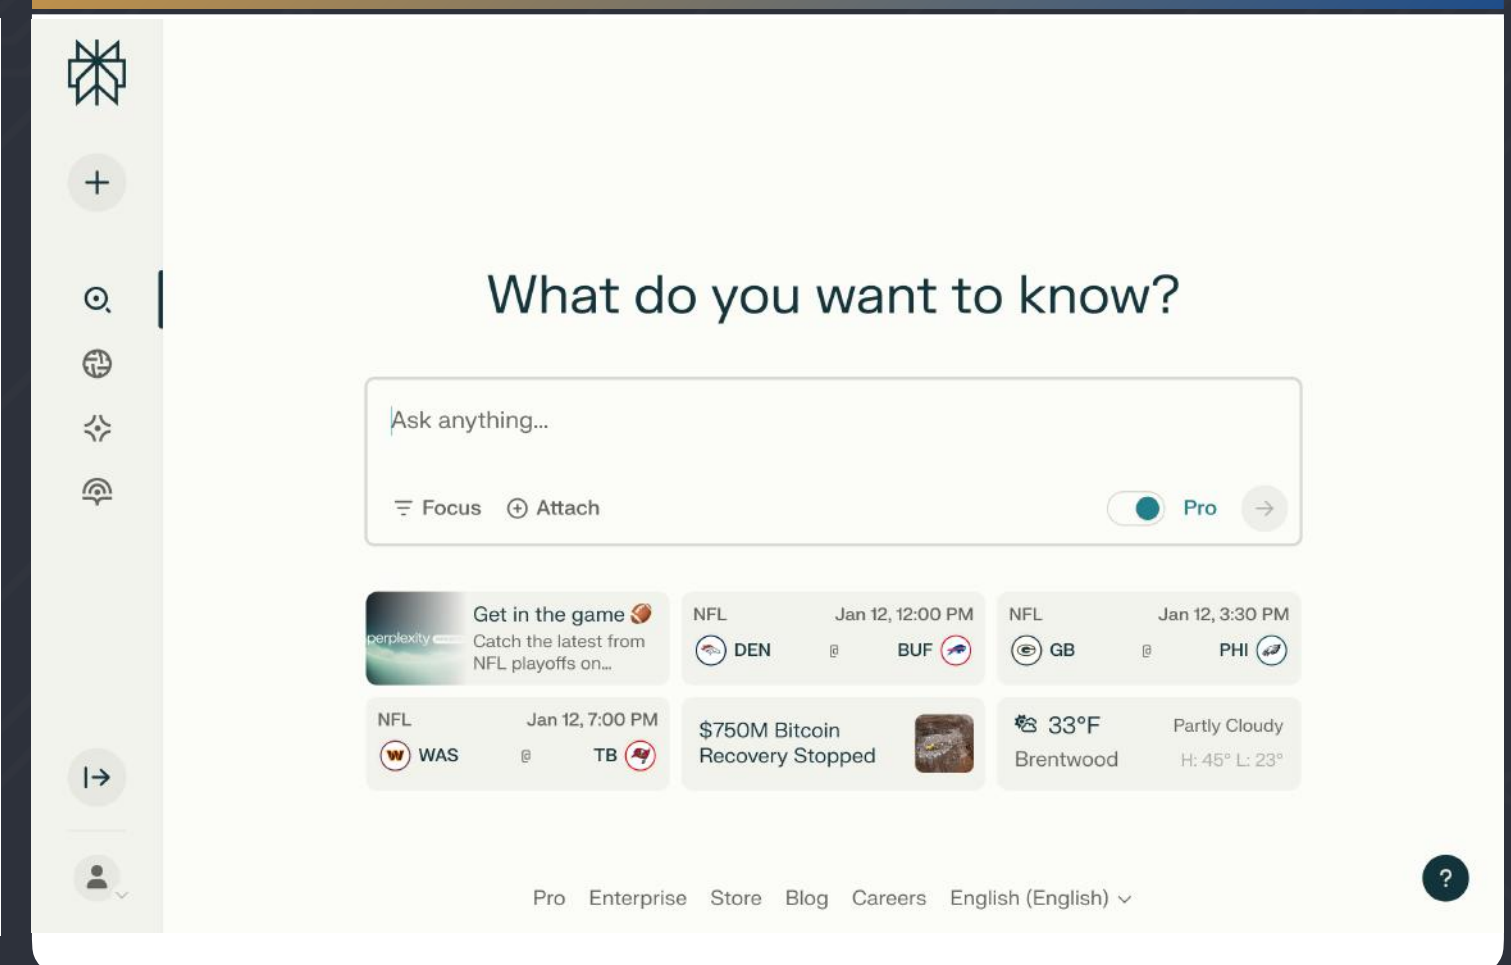 What do you want to know?
Ask anything...
Focus
Attach
Pro
Get in the game 🏈
Catch the latest from
NFL playoffs on...
perplexity
NFL
Jan 12, 12:00 PM
DEN
@
BUF
NFL
Jan 12, 3:30 PM
GB
@
PHI
NFL
Jan 12, 7:00 PM
W
WAS
@
TB
$750M Bitcoin
Recovery Stopped
33°F
Partly Cloudy
Brentwood
H: 45° L: 23°
Pro Enterprise Store Blog Careers English (English)
?